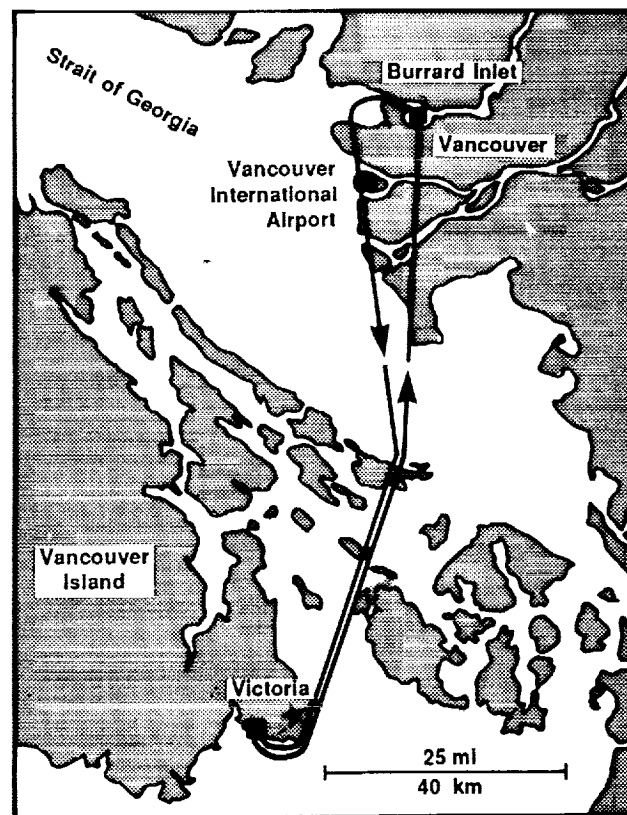 Strait of Georgia
Burrard Inlet
Vancouver
Vancouver
International
Airport
Vancouver
Island
Victoria
25 mi
40 km